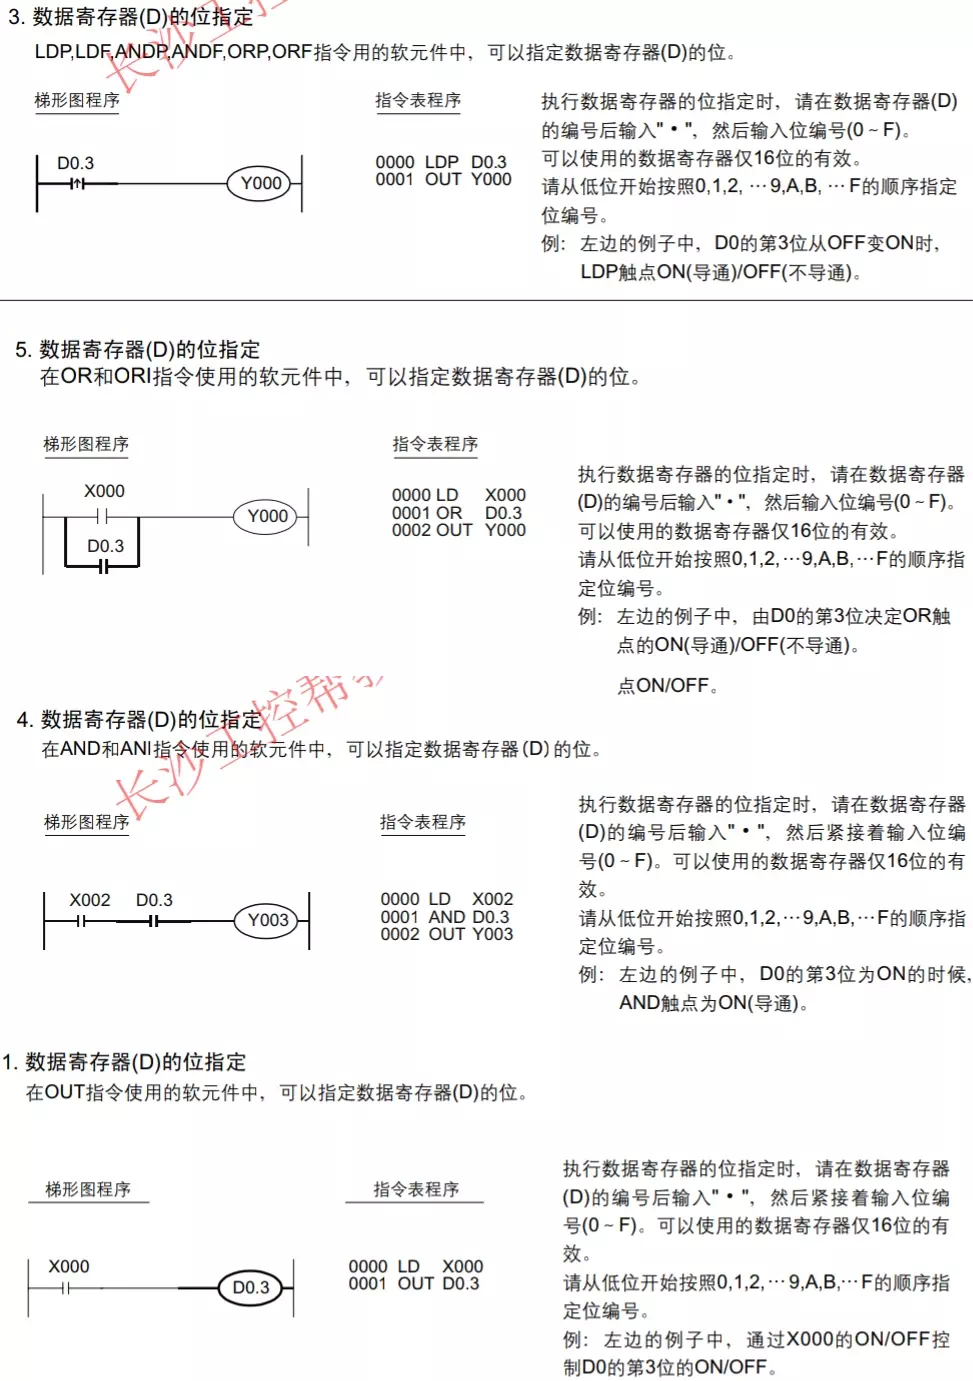 3. 数据寄存器(D)的位指定
LDP,LDF,ANDP,ANDF,ORP,ORF指令用的软元件中，可以指定数据寄存器(D)的位。
长沙工控
梯形图程序
D0.3
Y000
指令表程序
0000 LDP D0.3
0001 OUT Y000
执行数据寄存器的位指定时，请在数据寄存器(D)
的编号后输入"•"，然后输入位编号(0~F)。
可以使用的数据寄存器仅16位的有效。
请从低位开始按照0,1,2, …9,A,B, … F的顺序指定
位编号。
例：左边的例子中，D0的第3位从OFF变ON时，
LDP触点ON(导通)/OFF(不导通)。
5. 数据寄存器(D)的位指定
在OR和ORI指令使用的软元件中，可以指定数据寄存器(D)的位。
梯形图程序
X000
Y000
D0.3
指令表程序
0000 LD X000
0001 OR D0.3
0002 OUT Y000
执行数据寄存器的位指定时，请在数据寄存器
(D)的编号后输入"•"，然后输入位编号(0~F)。
可以使用的数据寄存器仅16位的有效。
请从低位开始按照0,1,2,…9,A,B,…F的顺序指
定位编号。
例：左边的例子中，由D0的第3位决定OR触
点的ON(导通)/OFF(不导通)。
点ON/OFF。
4. 数据寄存器(D)的位指定
在AND和ANI指令使用的软元件中，可以指定数据寄存器(D)的位。
长沙工控帮
梯形图程序
X002 D0.3
Y003
指令表程序
0000 LD X002
0001 AND D0.3
0002 OUT Y003
执行数据寄存器的位指定时，请在数据寄存器
(D)的编号后输入"•"，然后紧接着输入位编
号(0~F)。可以使用的数据寄存器仅16位的有
效。
请从低位开始按照0,1,2,…9,A,B,…F的顺序指
定位编号。
例：左边的例子中，D0的第3位为ON的时候，
AND触点为ON(导通)。
1. 数据寄存器(D)的位指定
在OUT指令使用的软元件中，可以指定数据寄存器(D)的位。
梯形图程序
X000
D0.3
指令表程序
0000 LD X000
0001 OUT D0.3
执行数据寄存器的位指定时，请在数据寄存器
(D)的编号后输入"•"，然后紧接着输入位编
号(0~F)。可以使用的数据寄存器仅16位的有
效。
请从低位开始按照0,1,2,…9,A,B,…F的顺序指
定位编号。
例：左边的例子中，通过X000的ON/OFF控
制D0的第3位的ON/OFF。